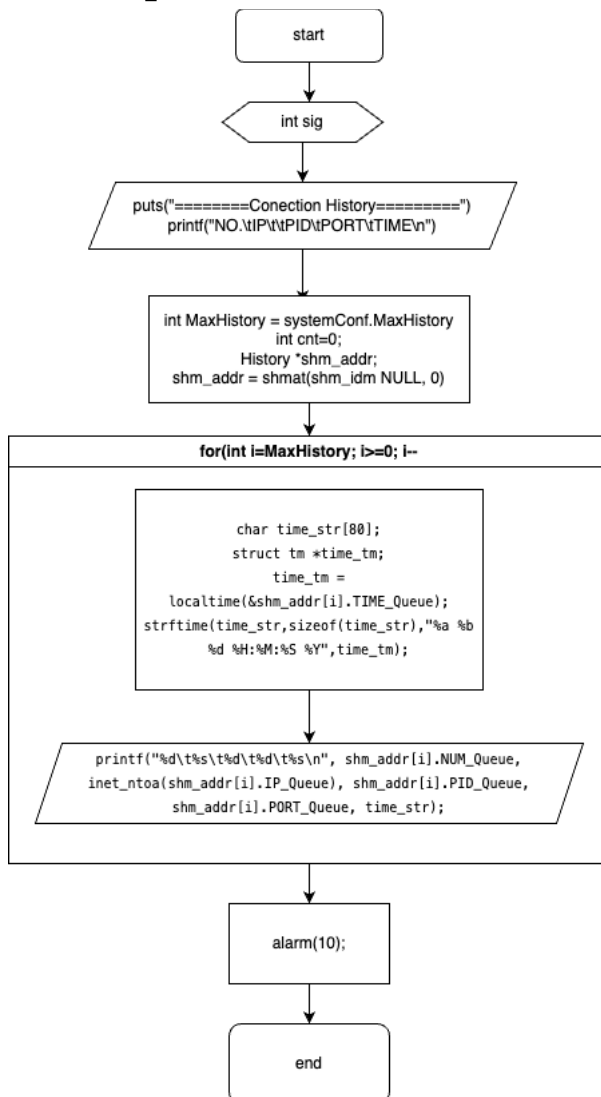 start
int sig
puts("========Conection History=========")
printf("NO.\tIP\t\tPID\tPORT\tTIME\n")
int MaxHistory = systemConf.MaxHistory
int cnt=0;
History *shm_addr;
shm_addr = shmat(shm_idm NULL, 0)
for(int i=MaxHistory; i>=0; i--
char time_str[80];
struct tm *time_tm;
time_tm =
localtime(&shm_addr[i].TIME_Queue);
strftime(time_str,sizeof(time_str),"%a %b
%d %H:%M:%S %Y",time_tm);
printf("%d\t%s\t%d\t%d\t%s\n", shm_addr[i].NUM_Queue,
inet_ntoa(shm_addr[i].IP_Queue), shm_addr[i].PID_Queue,
shm_addr[i].PORT_Queue, time_str);
alarm(10);
end